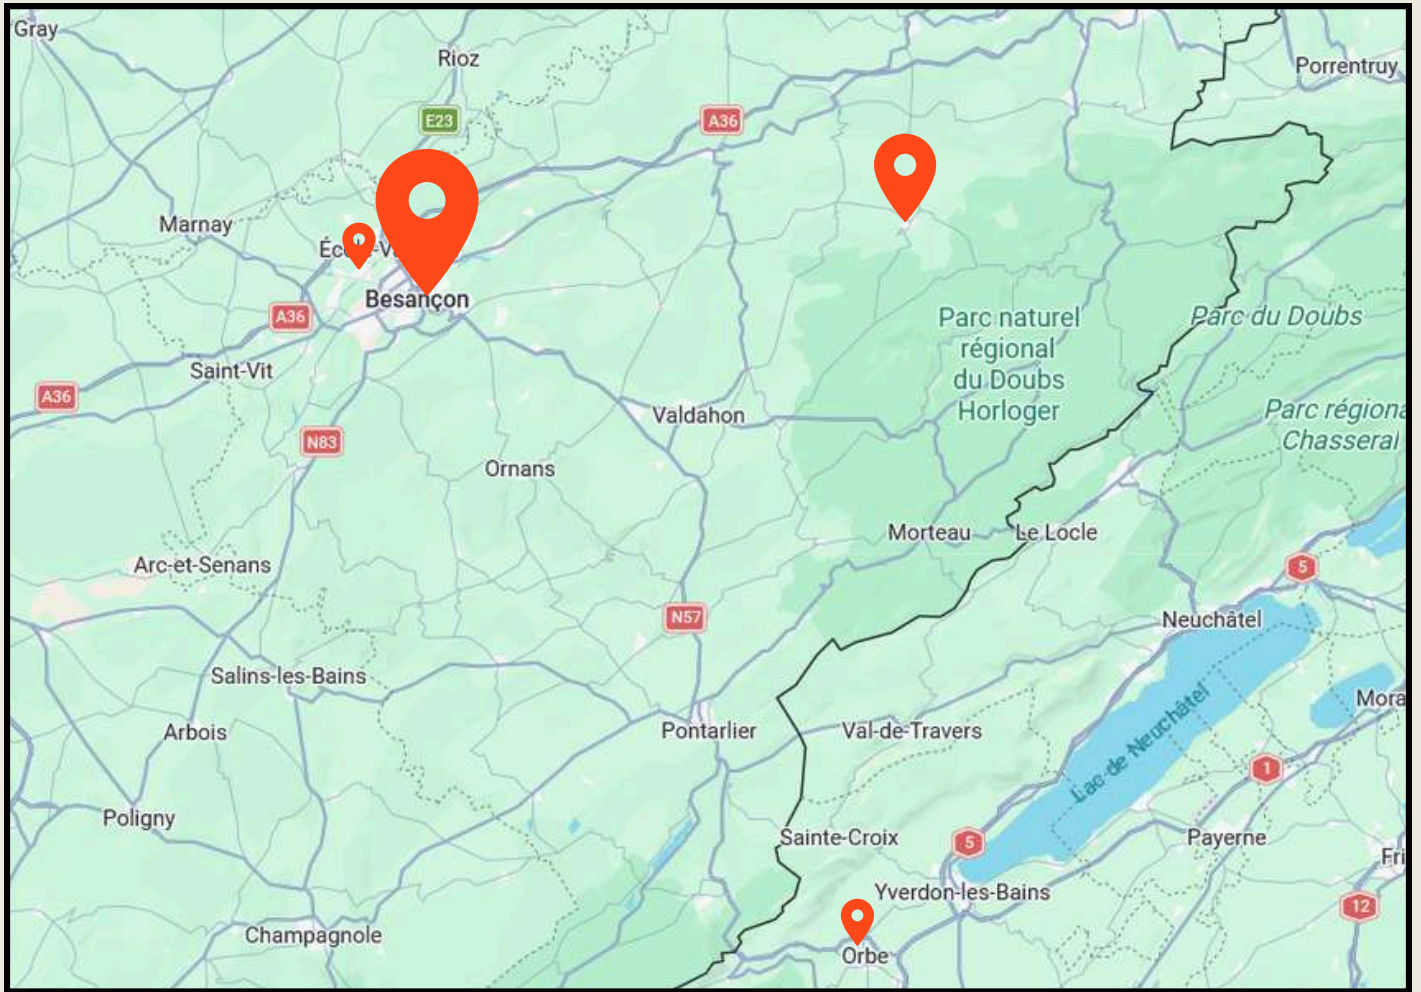 Gray
Rioz
Porrentruy
E23
A36
Marnay
Besançon
A36
Parc naturel
régional
du Doubs
Horloger
Parc du Doubs
Saint-Vit
A36
Valdahon
Parc régiona
Chasseral
N83
Ornans
Morteau
Le Locle
Arc-et-Senans
5
N57
Neuchâtel
Salins-les-Bains
Mora
Arbois
Pontarlier
Val-de-Travers
Lac de Neuchâtel
1
Poligny
Sainte-Croix
5
Payerne
Fri
Yverdon-les-Bains
12
Champagnole
Orbe